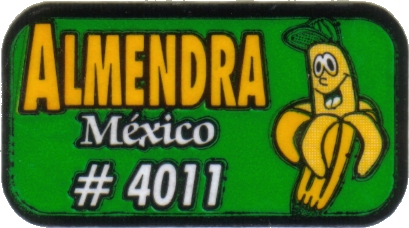 ALMENDRA
México
# 4011